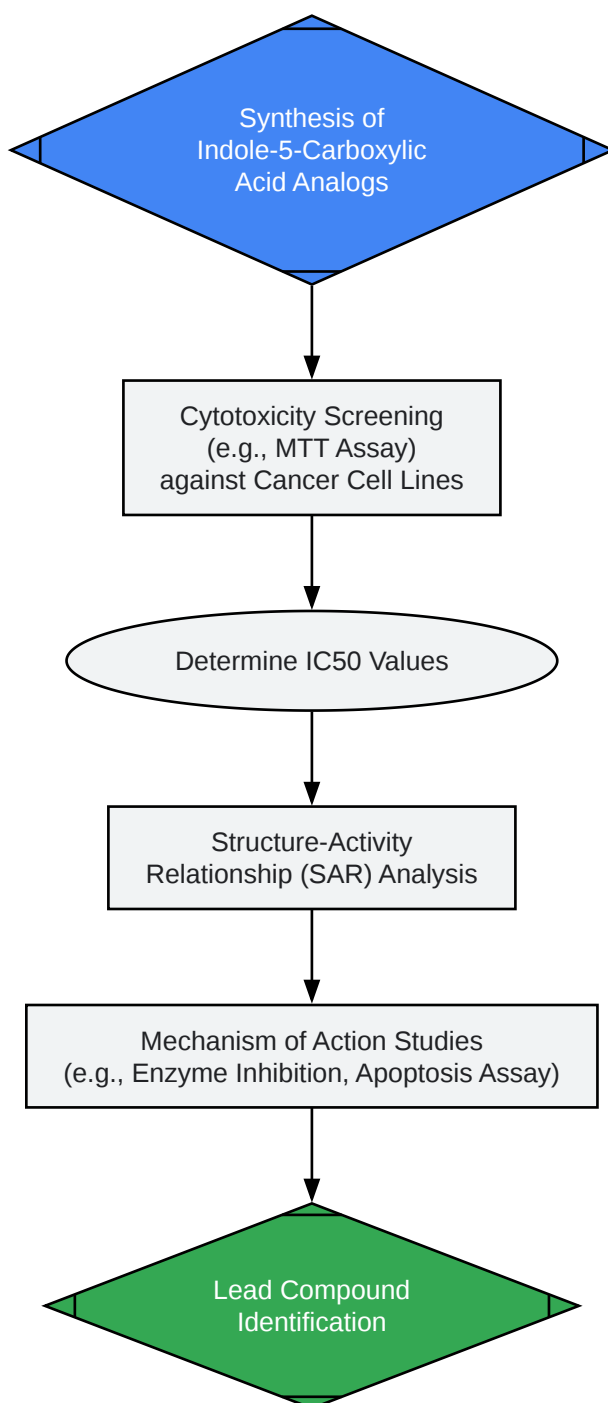 Synthesis of
Indole-5-Carboxylic
Acid Analogs
Cytotoxicity Screening
(e.g., MTT Assay)
against Cancer Cell Lines
Determine IC50 Values
Structure-Activity
Relationship (SAR) Analysis
Mechanism of Action Studies
(e.g., Enzyme Inhibition, Apoptosis Assay)
Lead Compound
Identification